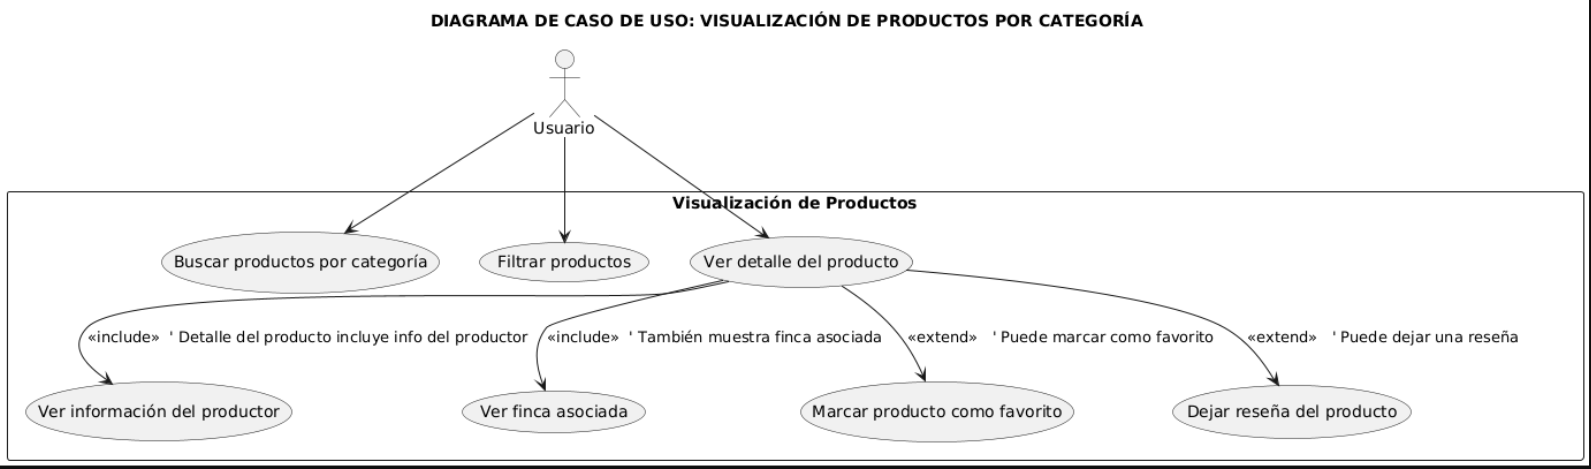 DIAGRAMA DE CASO DE USO: VISUALIZACIÓN DE PRODUCTOS POR CATEGORÍA
Usuario
Visualización de Productos
Buscar productos por categoría
Filtrar productos
Ver detalle del producto
«include» ' Detalle del producto incluye info del productor
«include» ' También muestra finca asociada
«extend» ' Puede marcar como favorito
«extend» ' Puede dejar una reseña
Ver información del productor
Ver finca asociada
Marcar producto como favorito
Dejar reseña del producto